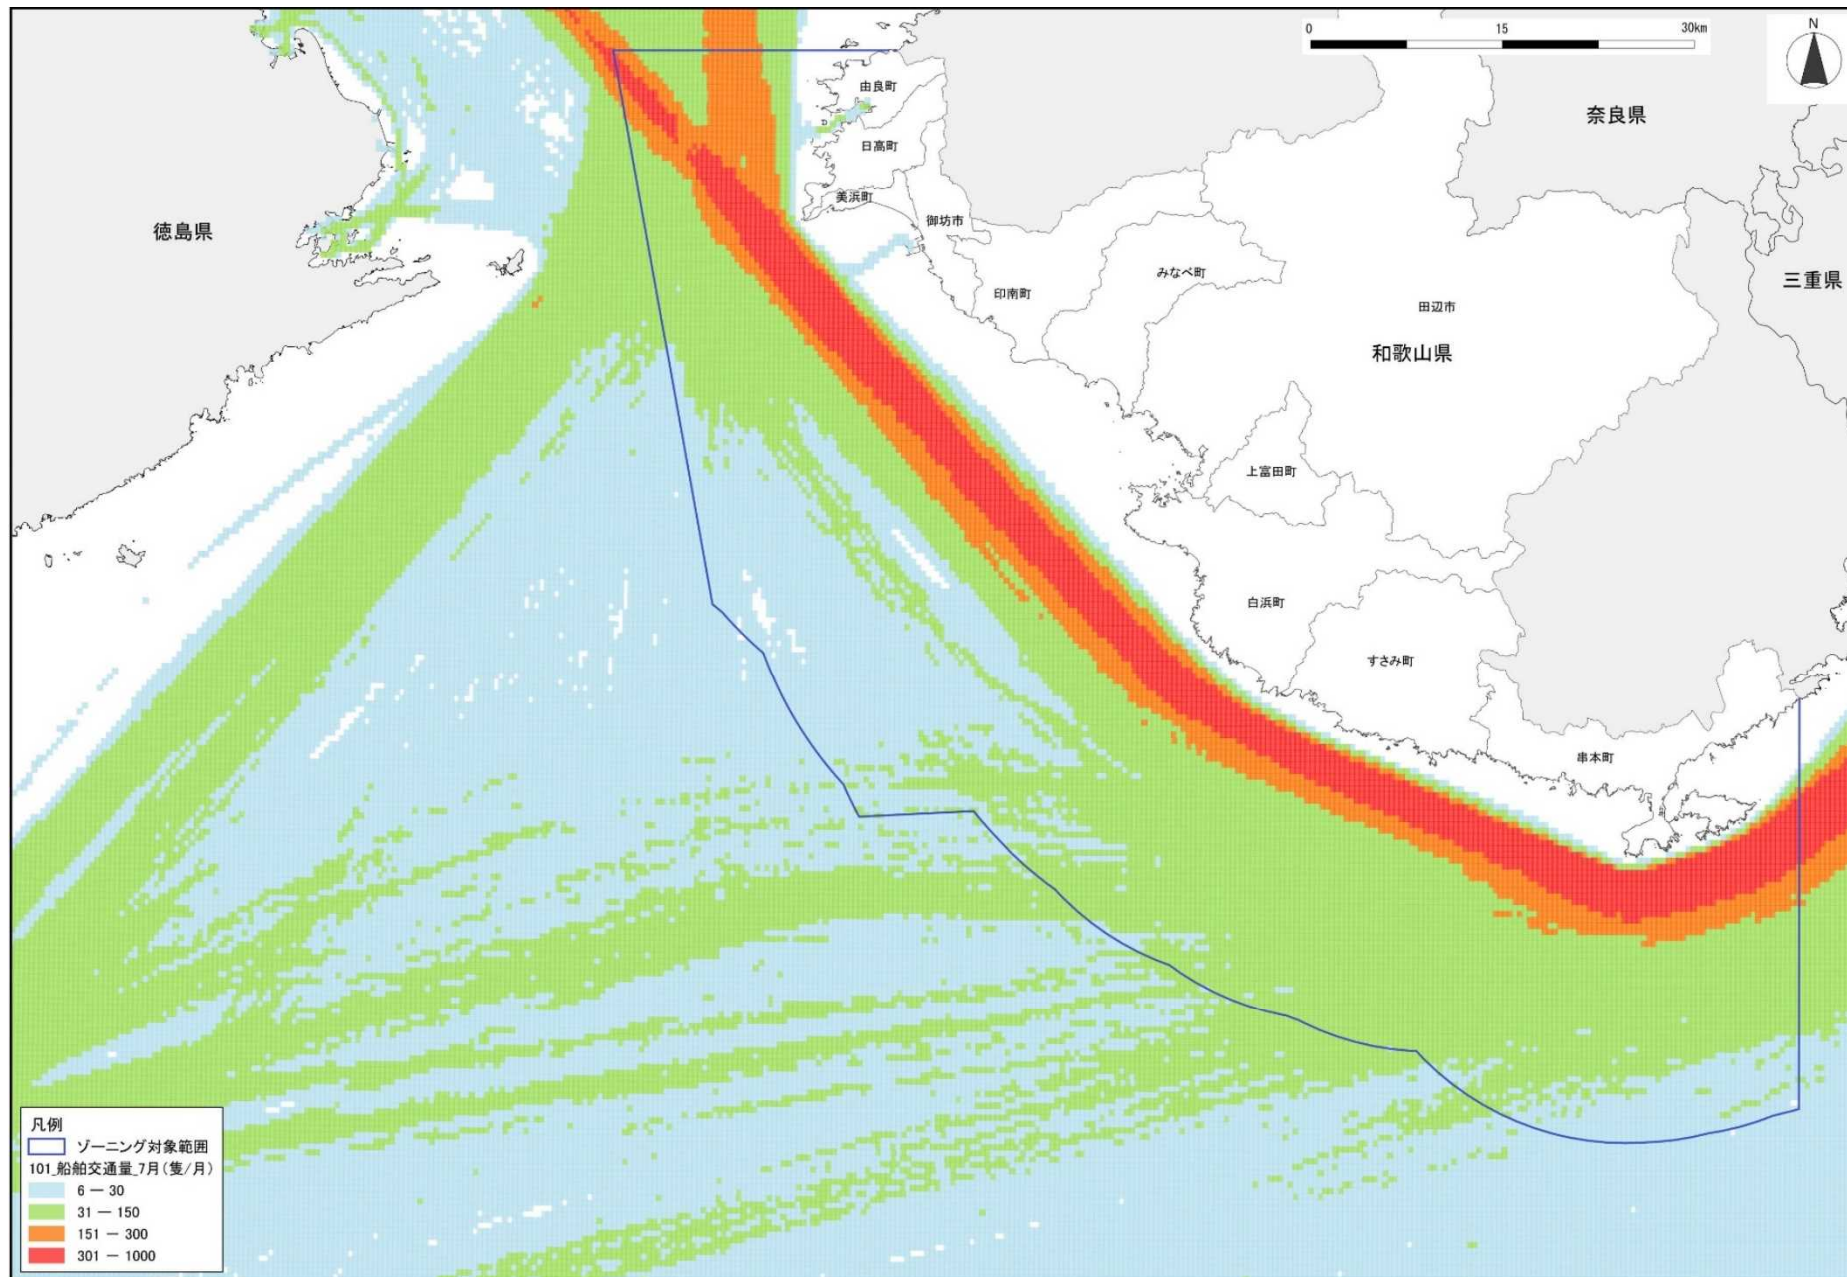 0 15 30km
N
由良町
奈良県
日高町
美浜町
御坊市
徳島県
みなべ町
三重県
印南町
田辺市
和歌山県
上富田町
白浜町
すさみ町
串本町
凡例
ゾーニング対象範囲
101_船舶交通量_7月(隻/月)
6 − 30
31 − 150
151 − 300
301 − 1000